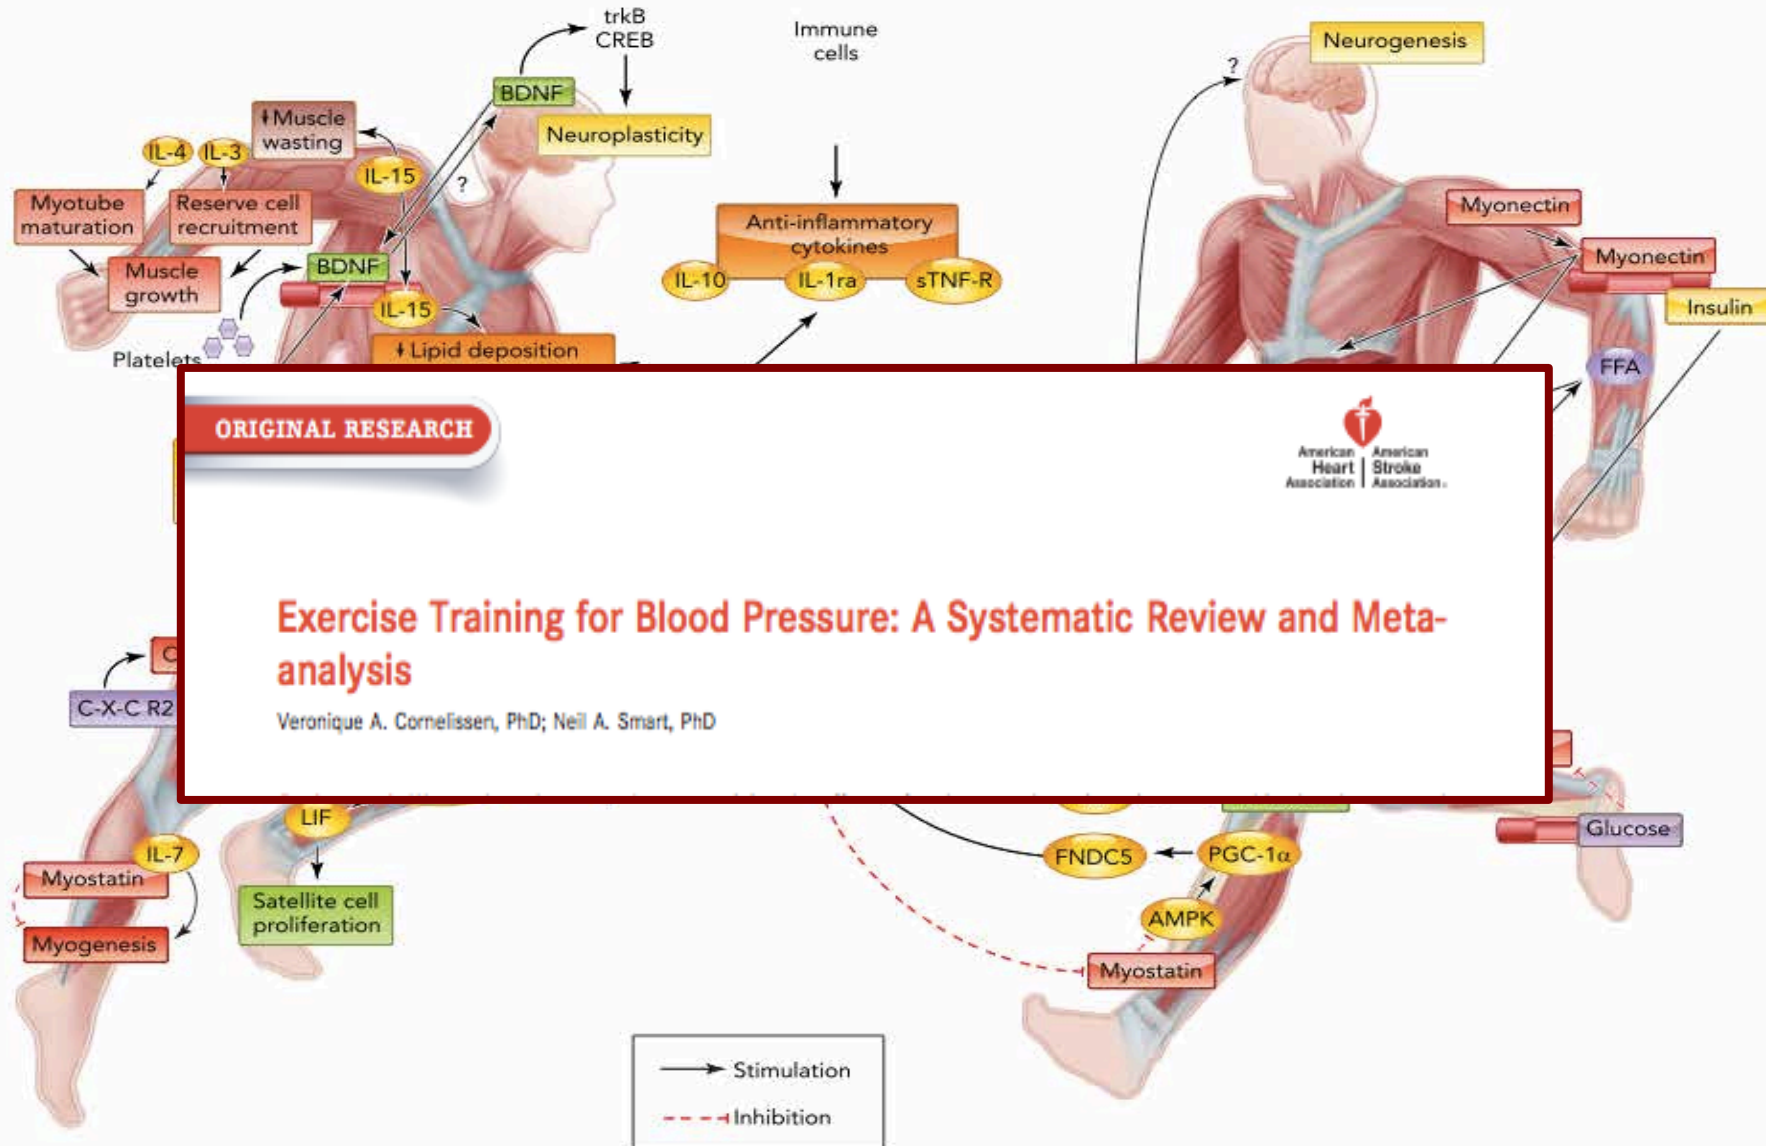 trkB
CREB
BDNF
Neuroplasticity
Immune
cells
Neurogenesis
?
Muscle
wasting
IL-4
IL-3
IL-15
?
Myotube
maturation
Reserve cell
recruitment
Muscle
growth
BDNF
IL-15
Platelets
Lipid deposition
Anti-inflammatory
cytokines
IL-10
IL-1ra
sTNF-R
Myonectin
Myonectin
Insulin
FFA
ORIGINAL RESEARCH
American
Heart
Association
American
Stroke
Association
Exercise Training for Blood Pressure: A Systematic Review and Meta-
analysis
Veronique A. Cornelissen, PhD; Neil A. Smart, PhD
C-X-C R2
LIF
IL-7
Myostatin
Myogenesis
Satellite cell
proliferation
FNDC5
PGC-1α
AMPK
Myostatin
Glucose
Stimulation
Inhibition